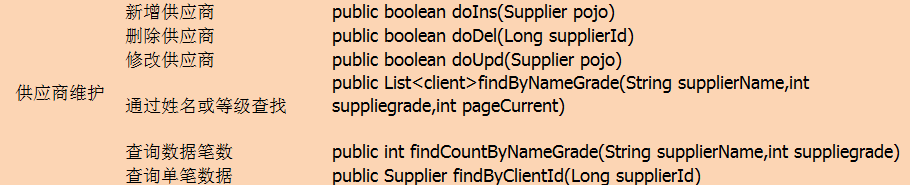 新增供应商 public boolean doIns(Supplier pojo)
删除供应商 public boolean doDel(Long supplierId)
修改供应商 public boolean doUpd(Supplier pojo)
供应商维护
通过姓名或等级查找 public List<client>findByNameGrade(String supplierName,int
suppliegrade,int pageCurrent)
查询数据笔数 public int findCountByNameGrade(String supplierName,int suppliegrade)
查询单笔数据 public Supplier findByClientId(Long supplierId)